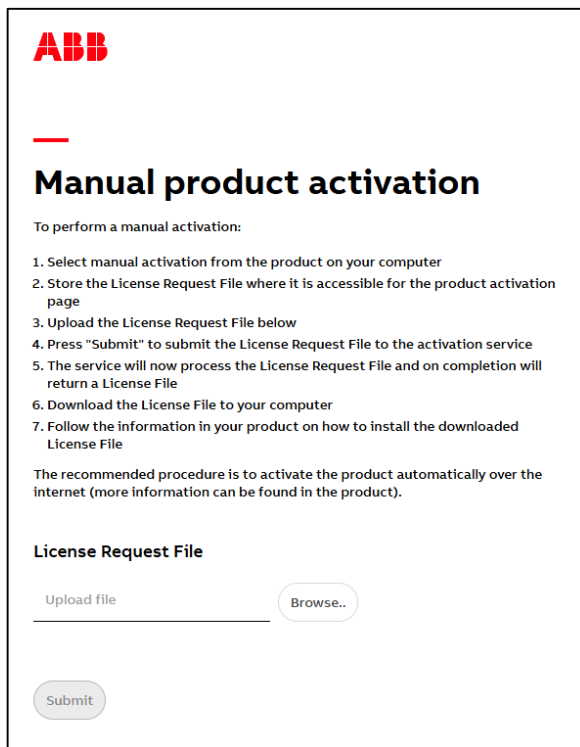 ABB
Manual product activation
To perform a manual activation:
1. Select manual activation from the product on your computer
2. Store the License Request File where it is accessible for the product activation
page
3. Upload the License Request File below
4. Press "Submit" to submit the License Request File to the activation service
5. The service will now process the License Request File and on completion will
return a License File
6. Download the License File to your computer
7. Follow the information in your product on how to install the downloaded
License File
The recommended procedure is to activate the product automatically over the
internet (more information can be found in the product).
License Request File
Upload file Browse..
Submit